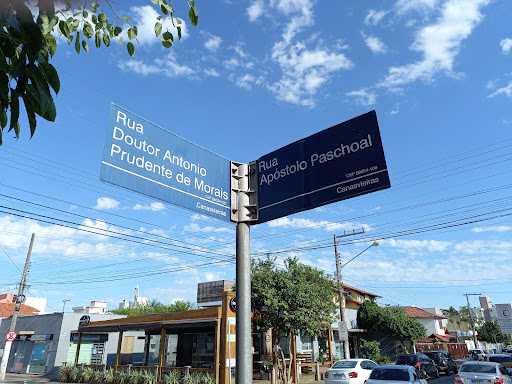 Rua
Doutor Antonio
Prudente de Morais
Canasvieiras
Rua
Apóstolo Paschoal
Canasvieiras
E